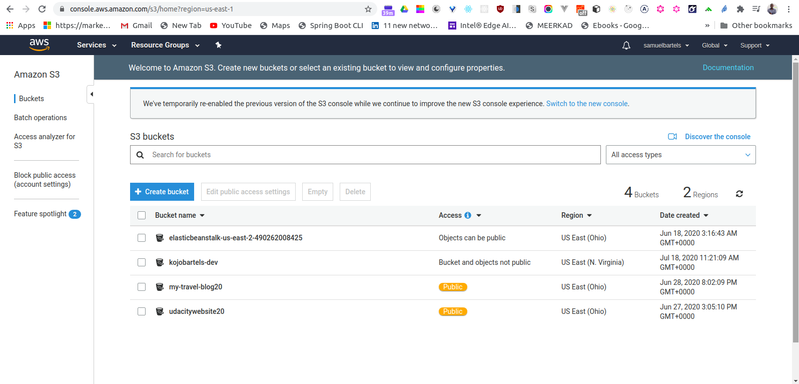 console.aws.amazon.com/s3/home?region=us-east-1
Apps
https://marke...
Gmail
New Tab
YouTube
Maps
Spring Boot CLI
11 new netwo...
Intel® Edge AI...
MEERKAD
Ebooks - Goog...
»
Other bookmarks
aws
Services
Resource Groups
samuelbartels
Global
Support
Amazon S3
Buckets
Batch operations
Access analyzer for
S3
Block public access
(account settings)
Feature spotlight 2
Welcome to Amazon S3. Create new buckets or select an existing bucket to view and configure properties.
Documentation
We've temporarily re-enabled the previous version of the S3 console while we continue to improve the new S3 console experience. Switch to the new console.
S3 buckets
Discover the console
Search for buckets
All access types
+ Create bucket
Edit public access settings
Empty
Delete
4 Buckets
2 Regions
Bucket name
Access
Region
Date created
elasticbeanstalk-us-east-2-490262008425
Objects can be public
US East (Ohio)
Jun 18, 2020 3:16:43 AM
GMT+0000
kojobartels-dev
Bucket and objects not public
US East (N. Virginia)
Jul 18, 2020 11:21:09 AM
GMT+0000
my-travel-blog20
Public
US East (Ohio)
Jun 28, 2020 8:02:09 PM
GMT+0000
udacitywebsite20
Public
US East (Ohio)
Jun 27, 2020 3:05:10 PM
GMT+0000